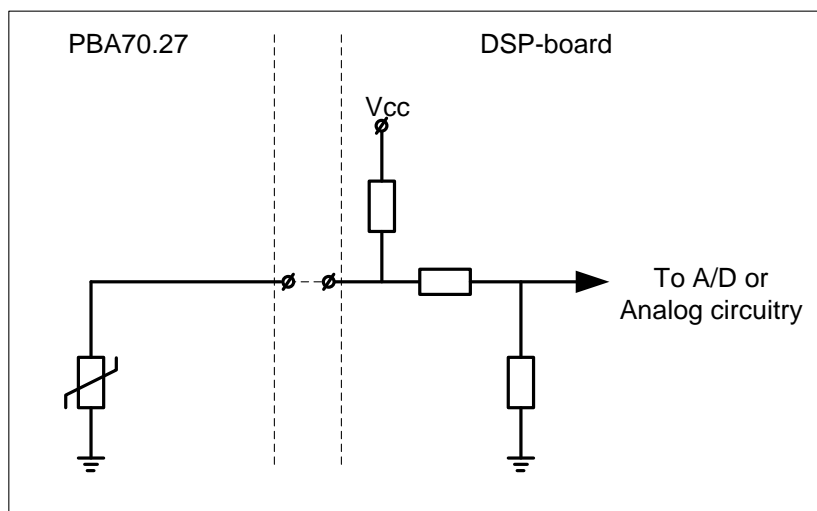 PBA70.27
DSP-board
Vcc
To A/D or
Analog circuitry